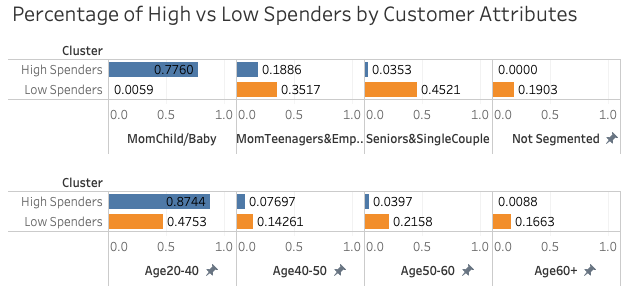 Percentage of High vs Low Spenders by Customer Attributes
Cluster
High Spenders 0.7760 0.1886 0.0353 0.0000
Low Spenders 0.0059 0.3517 0.4521 0.1903
0.0 0.5 1.0 0.0 0.5 1.0 0.0 0.5 1.0 0.0 0.5 1.0
MomChild/Baby MomTeenagers&Emp.. Seniors&SingleCouple Not Segmented
Cluster
High Spenders 0.8744 0.07697 0.0397 0.0088
Low Spenders 0.4753 0.14261 0.2158 0.1663
0.0 0.5 1.0 0.0 0.5 1.0 0.0 0.5 1.0 0.0 0.5 1.0
Age20-40 Age40-50 Age50-60 Age60+